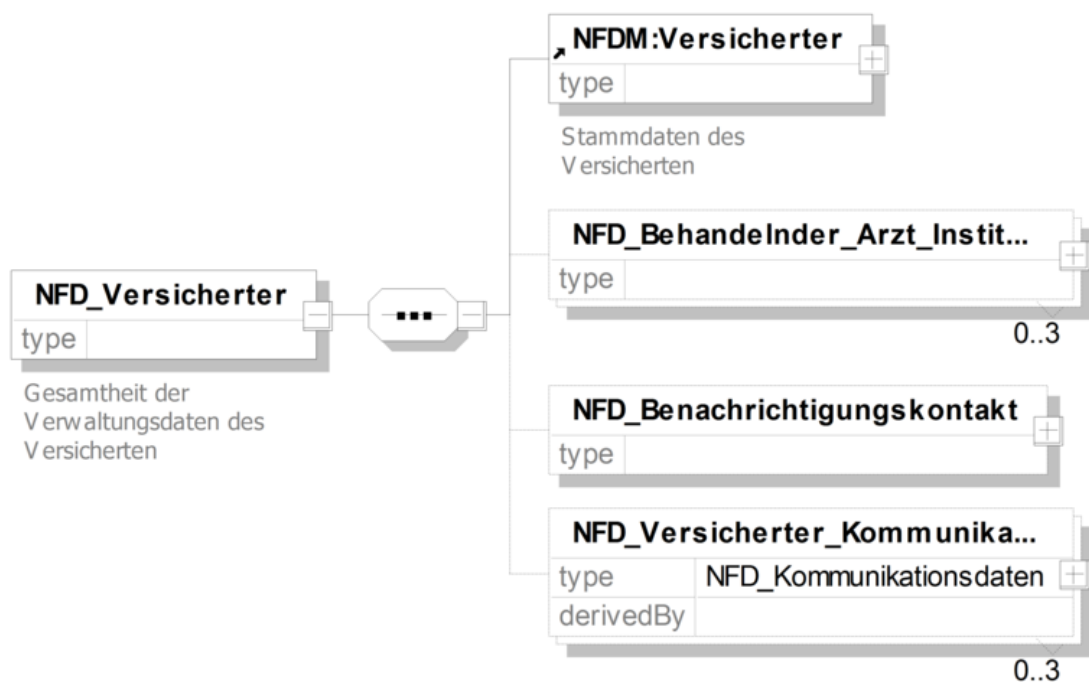 NFDM:Versicherter
type
Stammdaten des
Versicherten
NFD_Behandelnder_Arzt_Instit...
type
0..3
NFD_Versicherter
type
Gesamtheit der
Verwaltungsdaten des
Versicherten
NFD_Benachrichtigungskontakt
type
NFD_Versicherter_Kommunika...
type NFD_Kommunikationsdaten
derivedBy
0..3